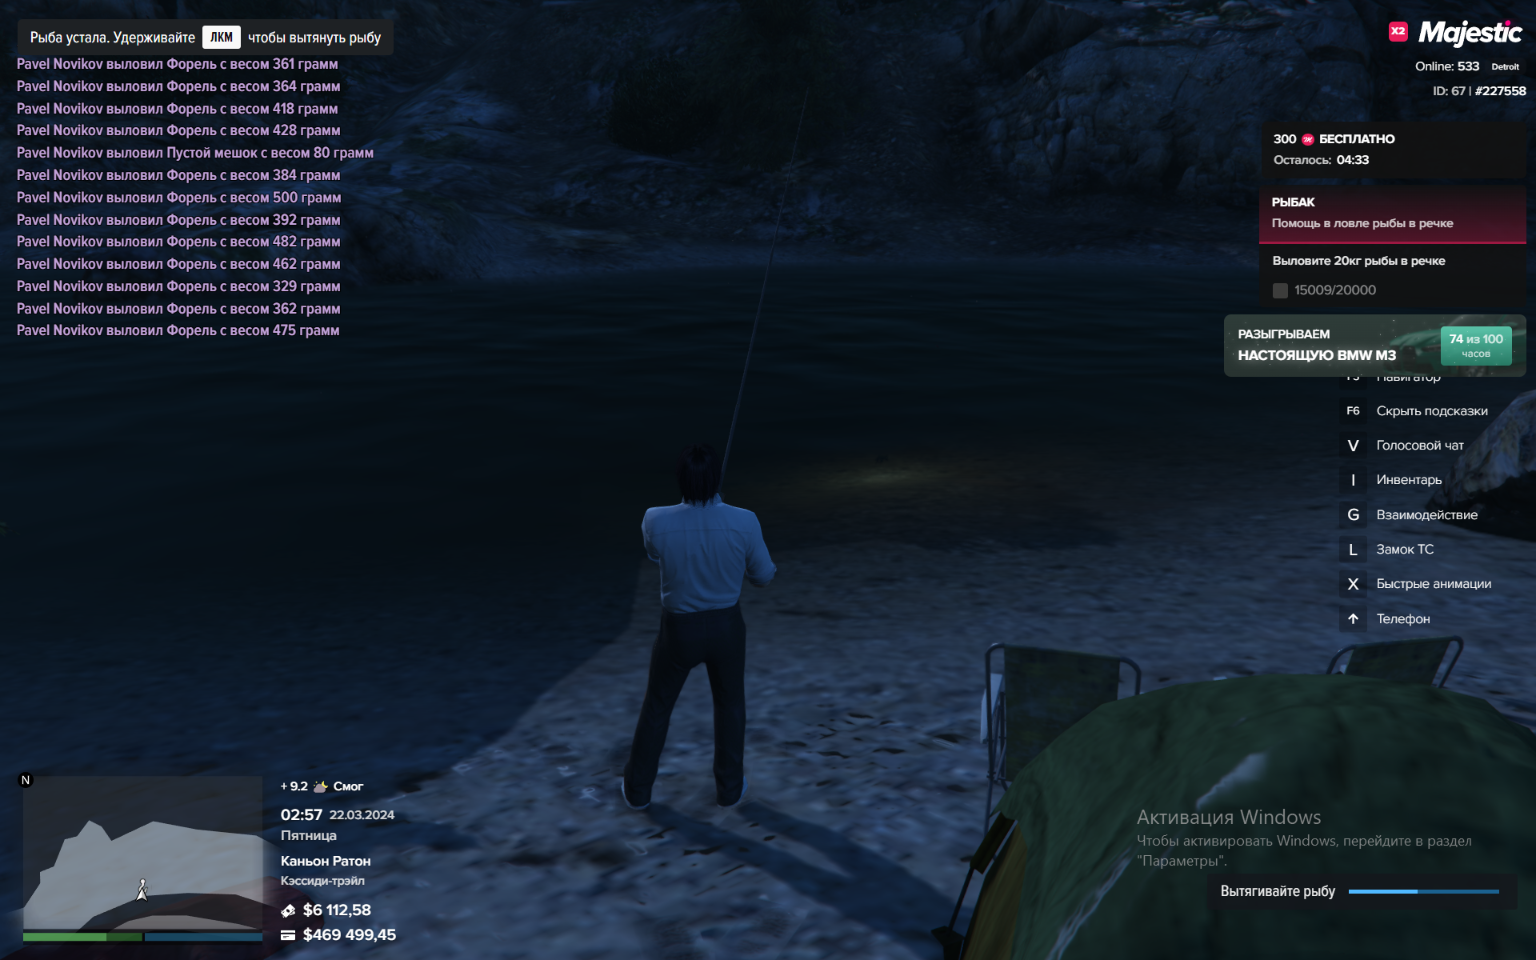 Рыба устала. Удерживайте ЛКМ чтобы вытянуть рыбу
Pavel Novikov выловил Форель с весом 361 грамм
Pavel Novikov выловил Форель с весом 364 грамм
Pavel Novikov выловил Форель с весом 418 грамм
Pavel Novikov выловил Форель с весом 428 грамм
Pavel Novikov выловил Пустой мешок с весом 80 грамм
Pavel Novikov выловил Форель с весом 384 грамм
Pavel Novikov выловил Форель с весом 500 грамм
Pavel Novikov выловил Форель с весом 392 грамм
Pavel Novikov выловил Форель с весом 482 грамм
Pavel Novikov выловил Форель с весом 462 грамм
Pavel Novikov выловил Форель с весом 329 грамм
Pavel Novikov выловил Форель с весом 362 грамм
Pavel Novikov выловил Форель с весом 475 грамм
X2 Majestic
Online: 533 Detroit
ID: 67 | #227558
300 БЕСПЛАТНО
Осталось: 04:33
РЫБАК
Помощь в ловле рыбы в речке
Выловите 20кг рыбы в речке
15009/20000
РАЗЫГРЫВАЕМ
НАСТОЯЩУЮ BMW M3
74 из 100
часов
Навигатор
F6 Скрыть подсказки
V Голосовой чат
I Инвентарь
G Взаимодействие
L Замок ТС
X Быстрые анимации
↑ Телефон
N
+ 9.2 Смог
02:57 22.03.2024
Пятница
Каньон Ратон
Кэссиди-трэйл
$6 112,58
$469 499,45
Активация Windows
Чтобы активировать Windows, перейдите в раздел
"Параметры".
Вытягивайте рыбу